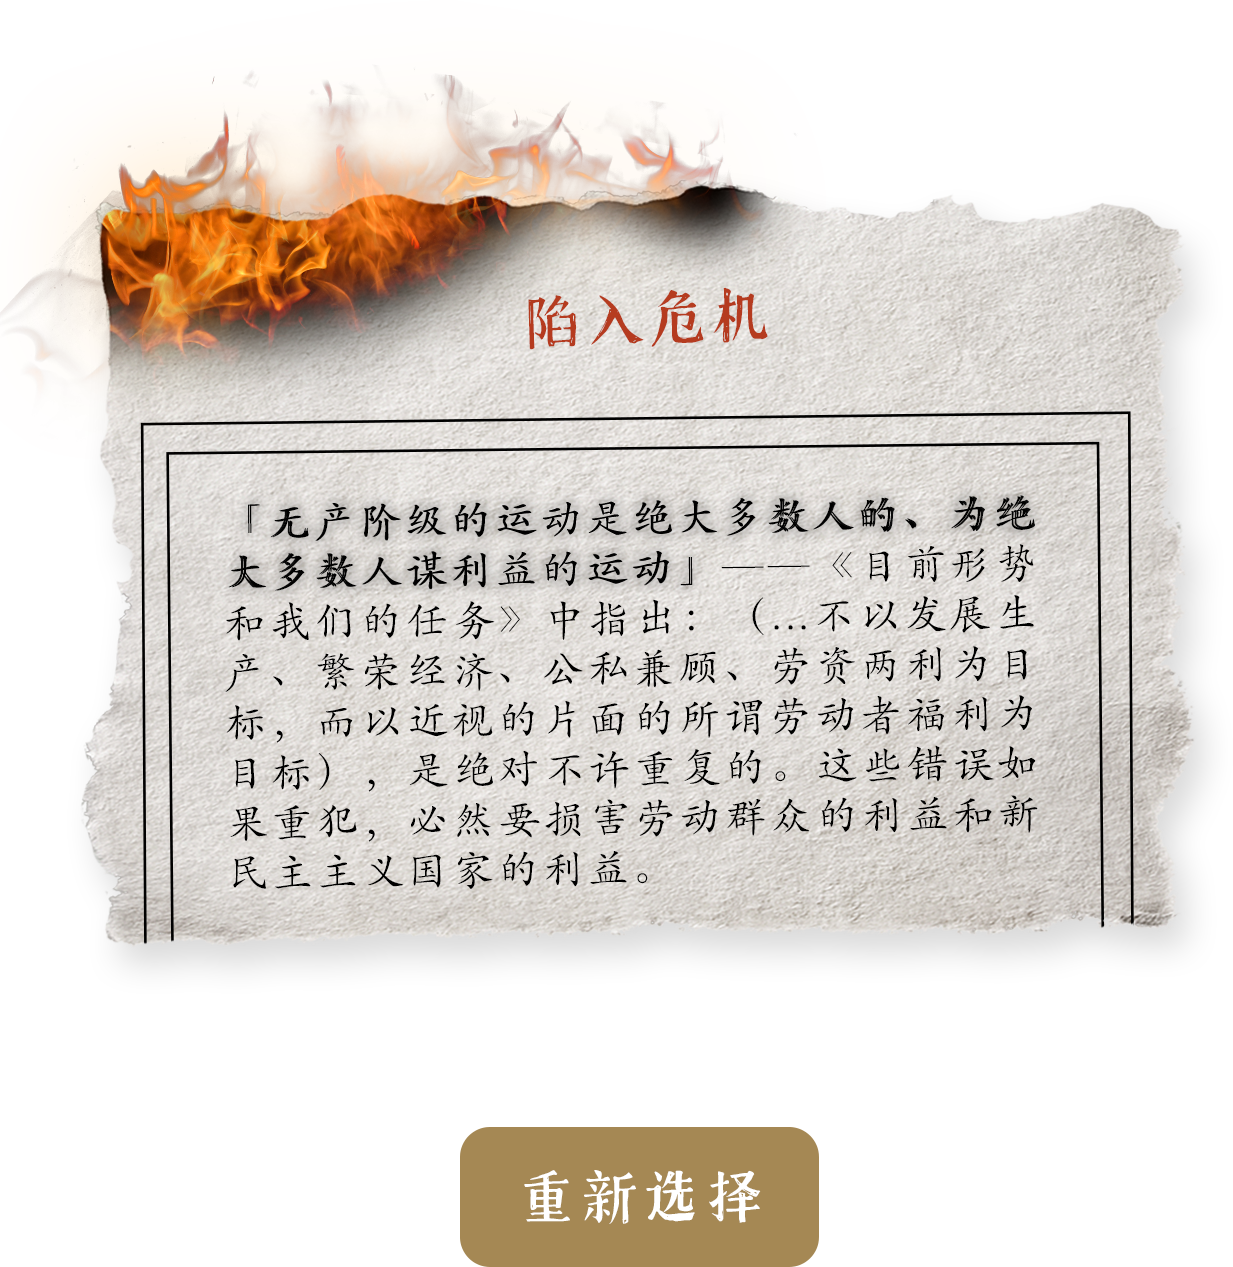 陷入危机
『无产阶级的运动是绝大多数人的、为绝
大多数人谋利益的运动』——《目前形势
和我们的任务》中指出：（...不以发展生
产、繁荣经济、公私兼顾、劳资两利为目
标，而以近视的片面的所谓劳动者福利为
目标），是绝对不许重复的。这些错误如
果重犯，必然要损害劳动群众的利益和新
民主主义国家的利益。
重新选择